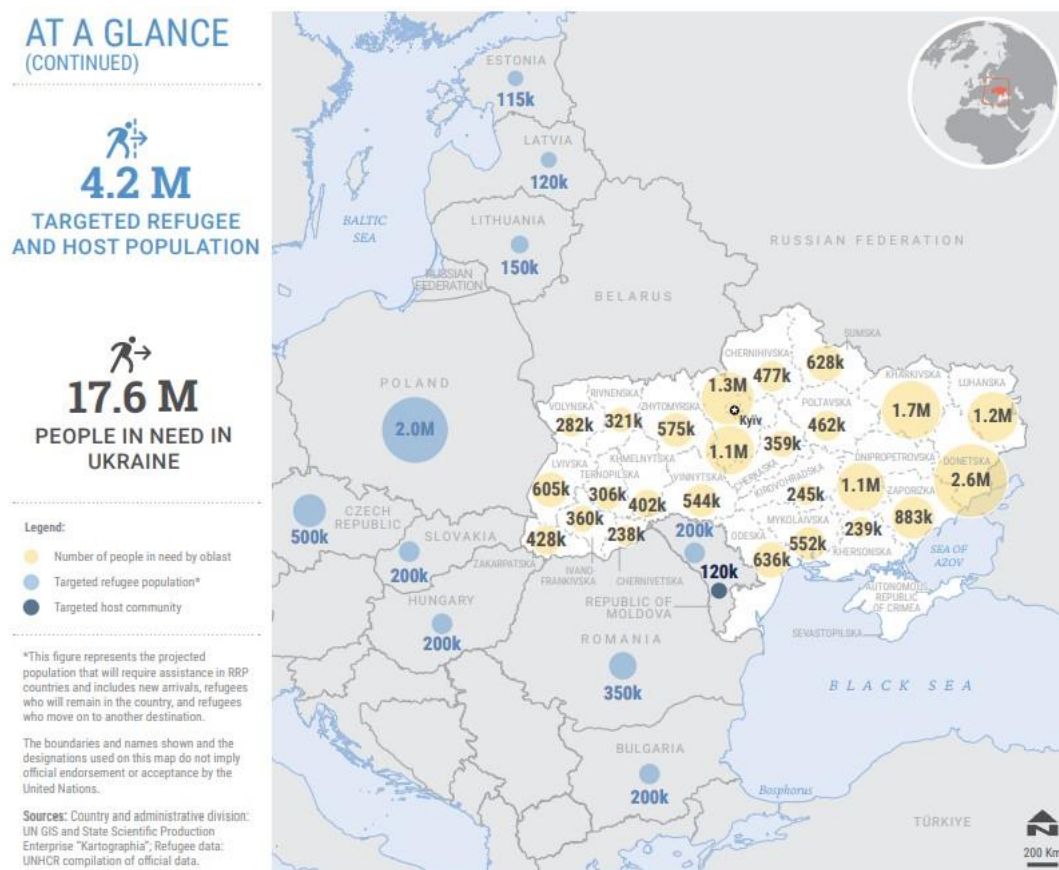 AT A GLANCE
(CONTINUED)
4.2 M
TARGETED REFUGEE
AND HOST POPULATION
17.6 M
PEOPLE IN NEED IN
UKRAINE
Legend:
Number of people in need by oblast
Targeted refugee population*
Targeted host community
*This figure represents the projected
population that will require assistance in RRP
countries and includes new arrivals, refugees
who will remain in the country, and refugees
who move on to another destination.
The boundaries and names shown and the
designations used on this map do not imply
official endorsement or acceptance by the
United Nations.
Sources: Country and administrative division:
UN GIS and State Scientific Production
Enterprise "Kartographia"; Refugee data:
UNHCR compilation of official data.
ESTONIA
115k
LATVIA
120k
LITHUANIA
150k
BALTIC
SEA
RUSSIAN
FEDERATION
RUSSIAN FEDERATION
BELARUS
POLAND
2.0M
CZECH
REPUBLIC
500k
SLOVAKIA
200k
HUNGARY
200k
ROMANIA
350k
BULGARIA
200k
REPUBLIC OF
MOLDOVA
200k
120k
SUMSKA
628k
CHERNIHIVSKA
477k
1.3M
Kyiv
1.1M
KHARKIVSKA
1.7M
LUHANSKA
1.2M
POLTAVSKA
462k
RIVNENSKA
321k
VOLYNSKA
282k
ZHYTOMYRSKA
575k
CHERKASKA
359k
DNIPROPETROVSKA
1.1M
DONETSKA
2.6M
KHMELNYTSKA
402k
LVIVSKA
605k
TERNOPILSKA
306k
VINNYTSKA
544k
KIROVOHRADSKA
245k
ZAPORIZKA
883k
360k
IVANO
FRANKIVSKA
428k
ZAKARPATSKA
238k
CHERNIVETSKA
MYKOLAIVSKA
552k
239k
KHERSONSKA
ODESKA
636k
SEA OF
AZOV
AUTONOMOUS
REPUBLIC
OF CRIMEA
SEVASTOPILSKA
BLACK SEA
Bosphorus
TÜRKIYE
N
200 Km